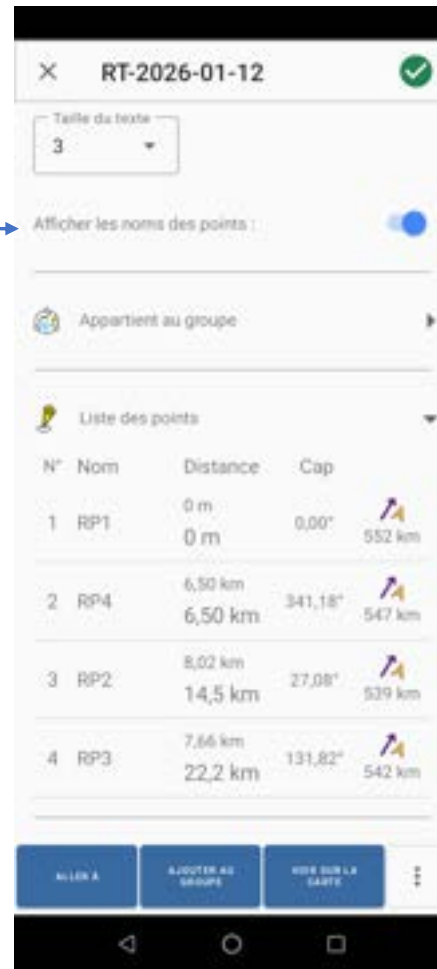 RT-2026-01-12
Taille du texte
3
Afficher les noms des points :
Appartient au groupe
Liste des points
N° Nom Distance Cap
0 m
1 RP1 0,00°
0 m 552 km
6,50 km
2 RP4 341,18°
6,50 km 547 km
8,02 km
3 RP2 27,08°
14,5 km 539 km
7,66 km
4 RP3 131,82°
22,2 km 542 km
ALLER À
AJOUTER AU GROUPE
VOIR SUR LA CARTE